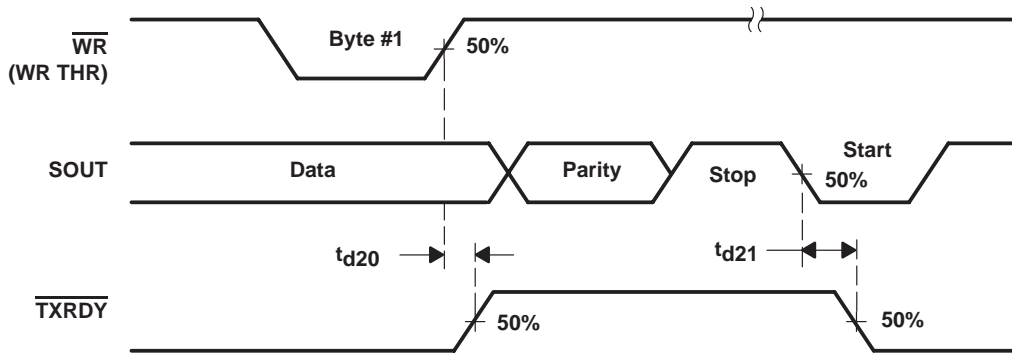 WR
(WR THR)
Byte #1
50%
SOUT
Data
Parity
Stop
Start
50%
td20
td21
TXRDY
50%
50%